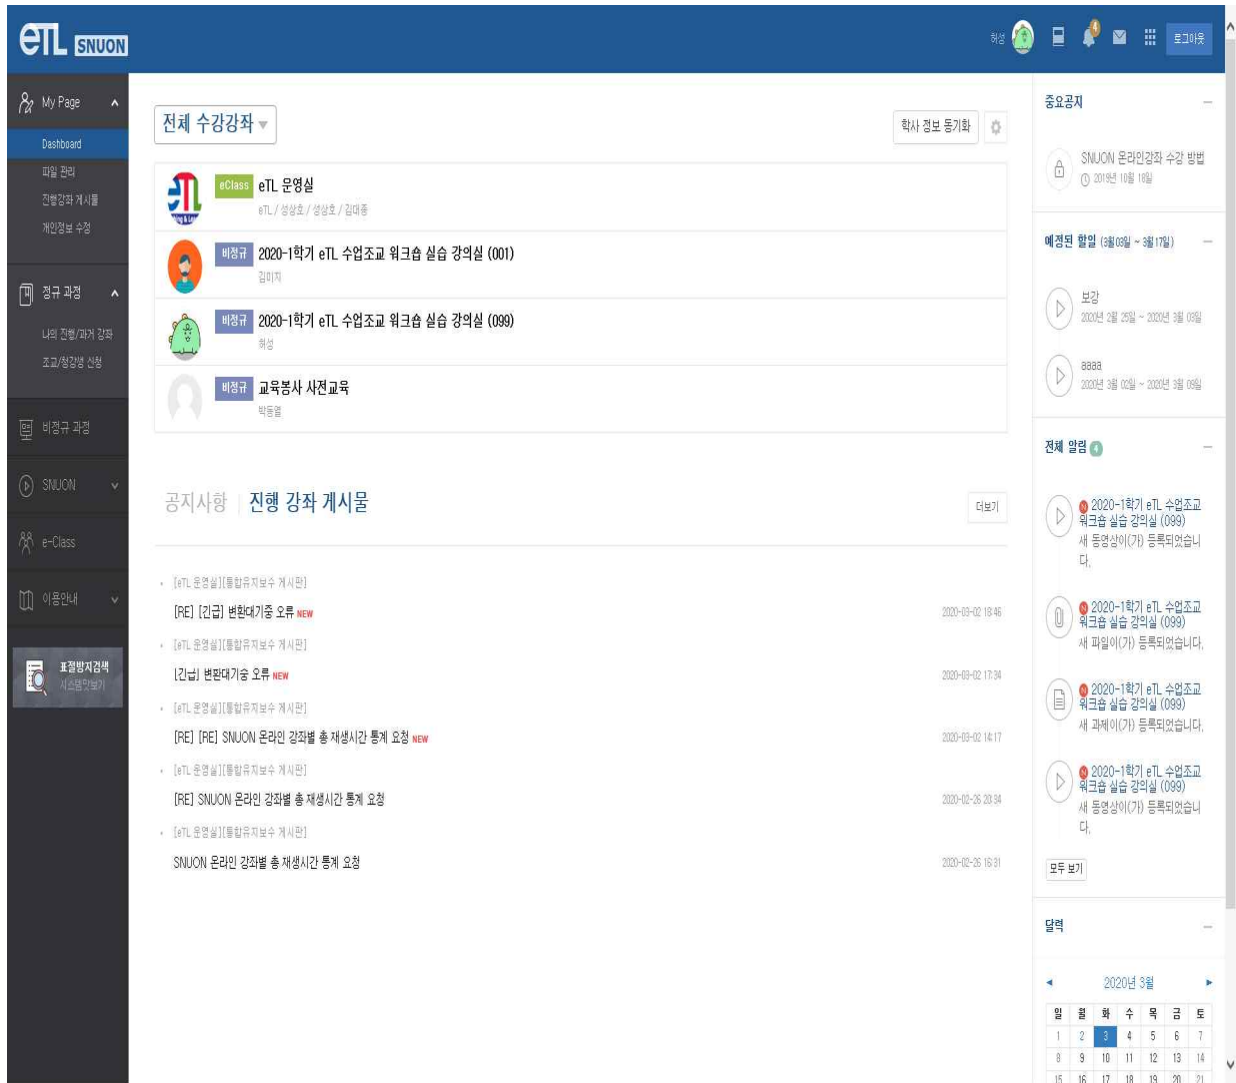 eTL SNUON
허성
4
로그아웃
My Page
Dashboard
파일 관리
진행강좌 게시물
개인정보 수정
정규 과정
나의 진행/과거 강좌
조교/청강생 신청
비정규 과정
SNUON
e-Class
이용안내
표절방지검색
시스템맛보기
전체 수강강좌
학사 정보 동기화
eClass eTL 운영실
eTL / 성상호 / 성상호 / 김대종
비정규 2020-1학기 eTL 수업조교 워크숍 실습 강의실 (001)
김미지
비정규 2020-1학기 eTL 수업조교 워크숍 실습 강의실 (099)
허성
비정규 교육봉사 사전교육
박동열
공지사항 진행 강좌 게시물
더보기
[eTL 운영실][통합유지보수 게시판]
[RE] [긴급] 변환대기중 오류 NEW
2020-03-02 18:46
[eTL 운영실][통합유지보수 게시판]
[긴급] 변환대기중 오류 NEW
2020-03-02 17:34
[eTL 운영실][통합유지보수 게시판]
[RE] [RE] SNUON 온라인 강좌별 총 재생시간 통계 요청 NEW
2020-03-02 14:17
[eTL 운영실][통합유지보수 게시판]
[RE] SNUON 온라인 강좌별 총 재생시간 통계 요청
2020-02-26 20:34
[eTL 운영실][통합유지보수 게시판]
SNUON 온라인 강좌별 총 재생시간 통계 요청
2020-02-26 16:31
중요공지
SNUON 온라인강좌 수강 방법
2019년 10월 18일
예정된 할일 (3월03일 ~ 3월17일)
보강
2020년 2월 25일 ~ 2020년 3월 03일
aaaa
2020년 3월 02일 ~ 2020년 3월 09일
전체 알림 4
N 2020-1학기 eTL 수업조교
워크숍 실습 강의실 (099)
새 동영상이(가) 등록되었습니
다.
N 2020-1학기 eTL 수업조교
워크숍 실습 강의실 (099)
새 파일이(가) 등록되었습니다.
N 2020-1학기 eTL 수업조교
워크숍 실습 강의실 (099)
새 과제이(가) 등록되었습니다.
N 2020-1학기 eTL 수업조교
워크숍 실습 강의실 (099)
새 동영상이(가) 등록되었습니
다.
모두 보기
달력
◄ 2020년 3월 ►
일 월 화 수 목 금 토
1 2 3 4 5 6 7
8 9 10 11 12 13 14
15 16 17 18 19 20 21